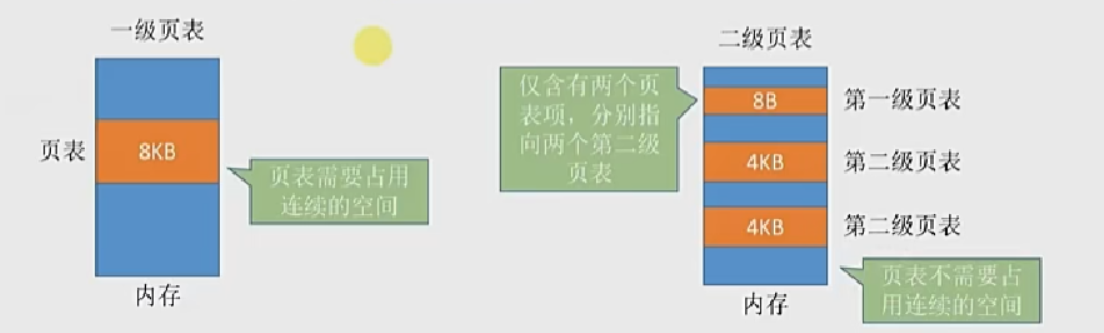 一级页表
页表
8KB
页表需要占用
连续的空间
内存
二级页表
仅含有两个页
表项，分别指
向两个第二级
页表
8B
第一级页表
4KB
第二级页表
4KB
第二级页表
页表不需要占
用连续的空间
内存